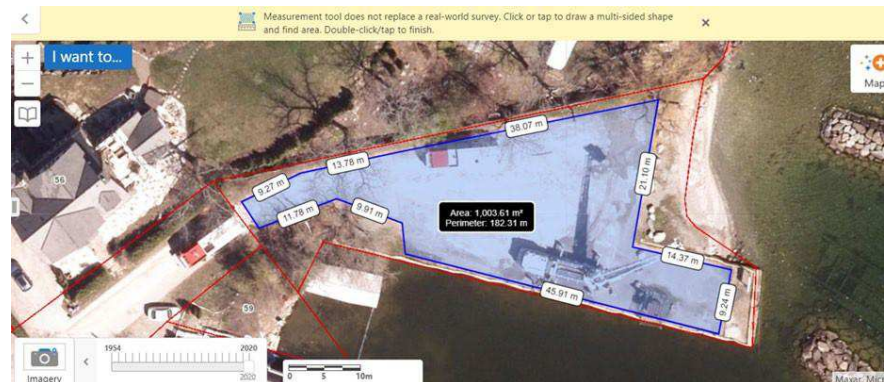 Measurement tool does not replace a real-world survey. Click or tap to draw a multi-sided shape
and find area. Double-click/tap to finish.
I want to...
Map
38.07 m
13.78 m
9.27 m
56
21.10 m
11.78 m
9.91 m
Area: 1,003.61 m²
Perimeter: 182.31 m
14.37 m
45.91 m
9.24 m
59
1954
2020
2020
Imagery
0 5 10m
Maxar, Micr